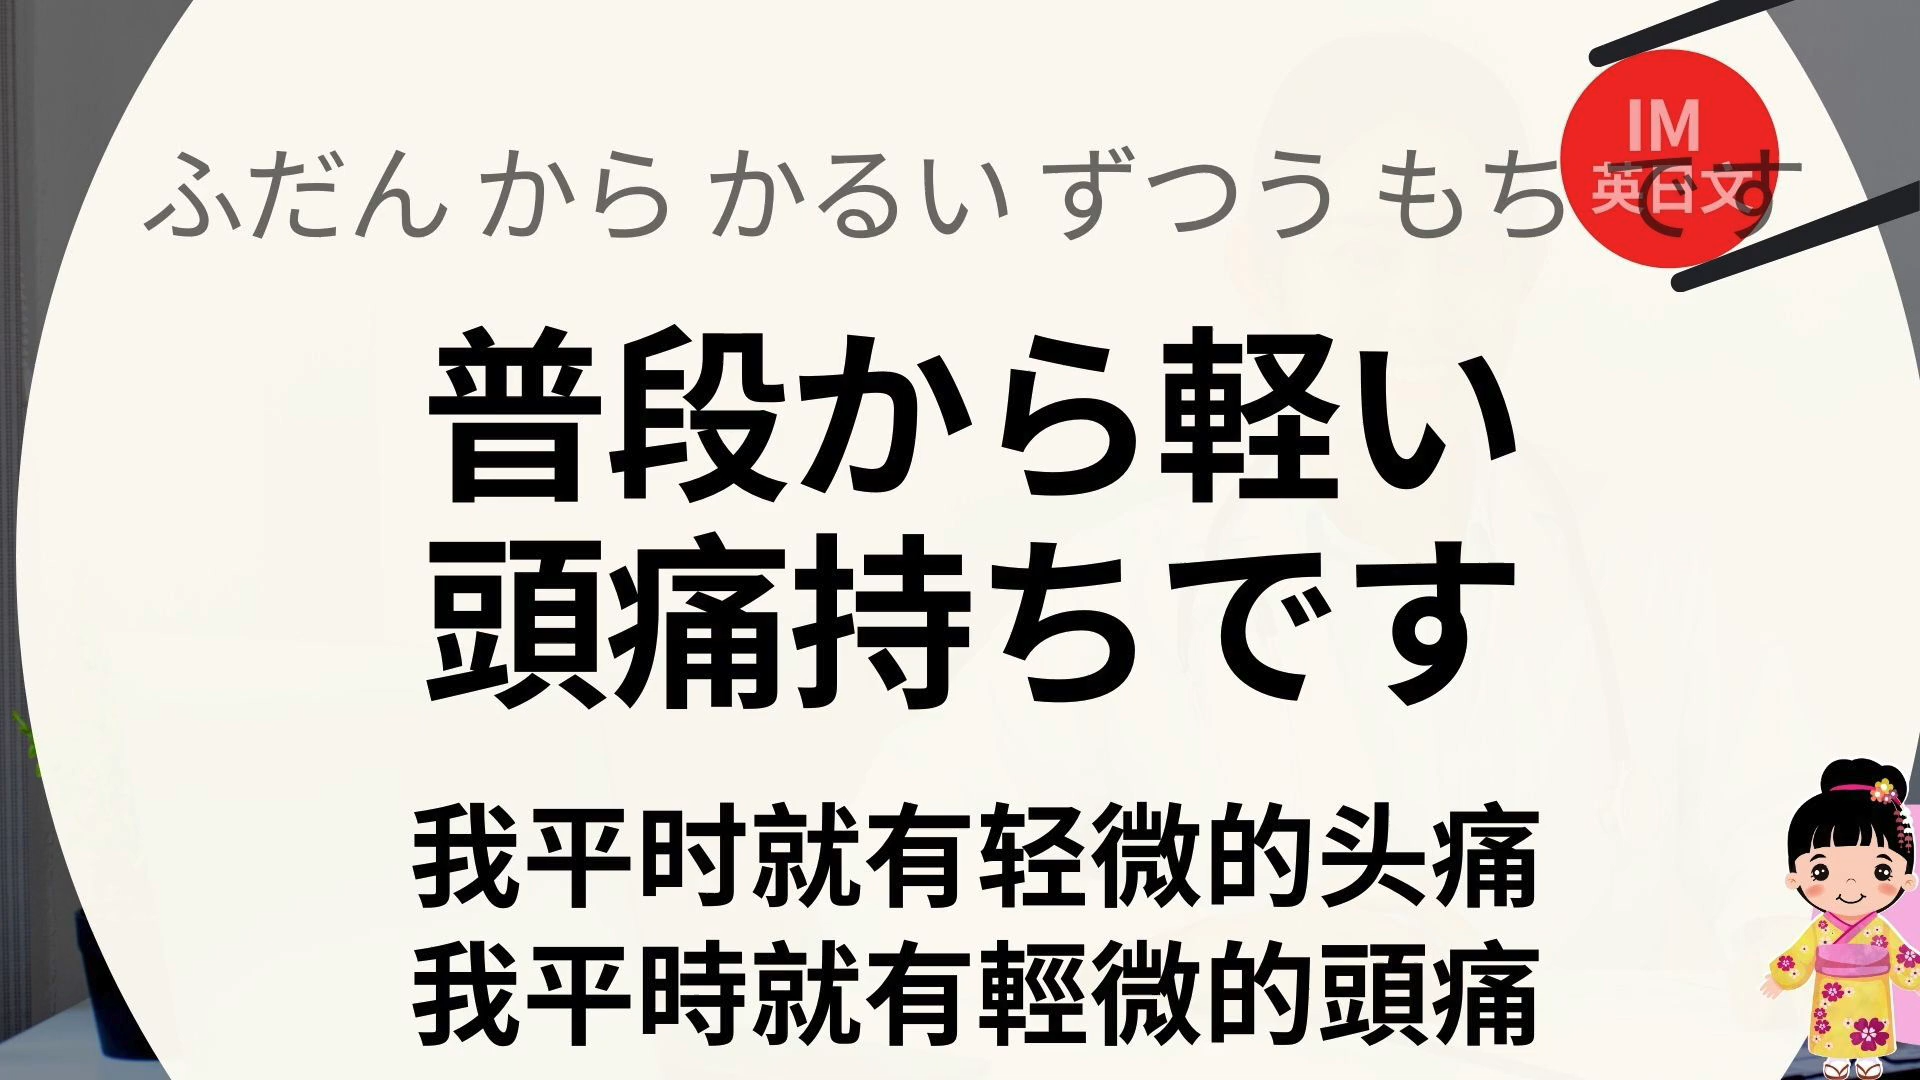 IM
英日文
ふだん から かるい ずつう もち です
普段から軽い
頭痛持ちです
我平时就有轻微的头痛
我平時就有輕微的頭痛